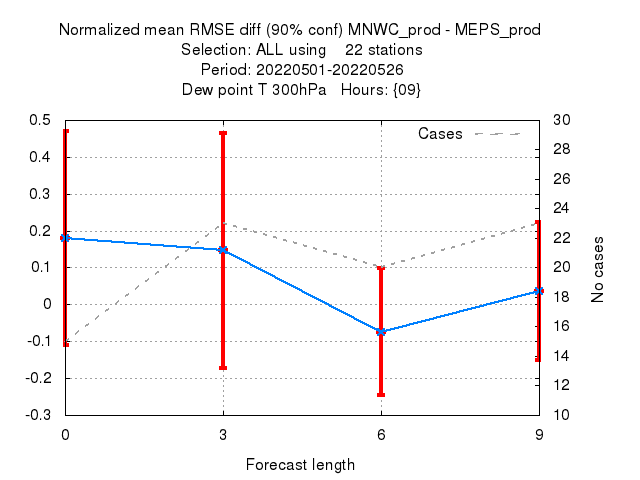 Normalized mean RMSE diff (90% conf) MNWC_prod - MEPS_prod
Selection: ALL using 22 stations
Period: 20220501-20220526
Dew point T 300hPa Hours: {09}
Cases
0.5
0.4
0.3
0.2
0.1
0
-0.1
-0.2
-0.3
30
28
26
24
22
20
18
16
14
12
10
No cases
0 3 6 9
Forecast length